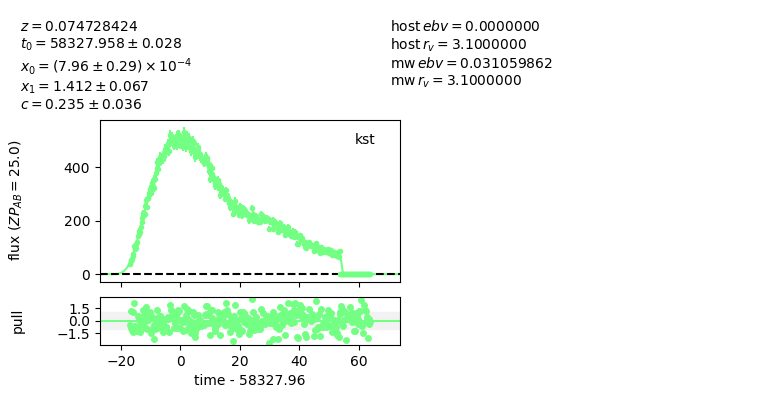 z = 0.074728424
t₀ = 58327.958 ± 0.028
x₀ = (7.96 ± 0.29) × 10⁻⁴
x₁ = 1.412 ± 0.067
c = 0.235 ± 0.036
host ebv = 0.0000000
host r_v = 3.1000000
mw ebv = 0.031059862
mw r_v = 3.1000000
kst
flux (ZP_AB = 25.0)
400
200
0
pull
1.5
0.0
−1.5
−20 0 20 40 60
time - 58327.96